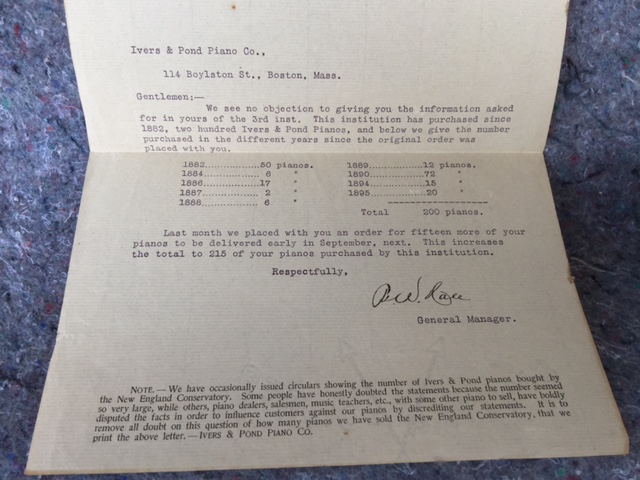 Ivers & Pond Piano Co.,
114 Boylston St., Boston, Mass.
Gentlemen:—
We see no objection to giving you the information asked
for in yours of the 3rd inst. This institution has purchased since
1882, two hundred Ivers & Pond Pianos, and below we give the number
purchased in the different years since the original order was
placed with you.
1882..................50 pianos. 1889............12 pianos.
1884.................. 6 " 1890............72 "
1886..................17 " 1894............15 "
1887.................. 2 " 1895............20 "
1888.................. 6 " ------------------
Total 200 pianos.
Last month we placed with you an order for fifteen more of your
pianos to be delivered early in September, next. This increases
the total to 215 of your pianos purchased by this institution.
Respectfully,
General Manager.
NOTE.—We have occasionally issued circulars showing the number of Ivers & Pond pianos bought by
the New England Conservatory. Some people have honestly doubted the statements because the number seemed
so very large, while others, piano dealers, salesmen, music teachers, etc., with some other piano to sell, have boldly
disputed the facts in order to influence customers against our pianos by discrediting our statements. It is to
remove all doubt on this question of how many pianos we have sold the New England Conservatory, that we
print the above letter.—IVERS & POND PIANO CO.